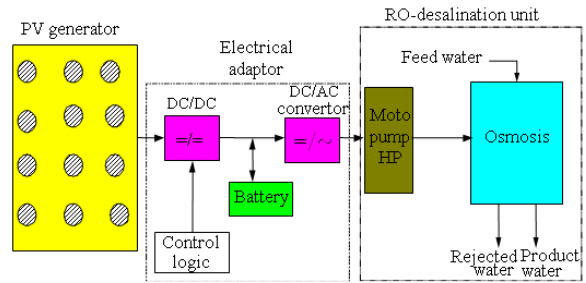 PV generator
Electrical
adaptor
RO-desalination unit
DC/DC
=/=
DC/AC
convertor
=/~
Battery
Control
logic
Feed water
Moto
pump
HP
Osmosis
Rejected
water
Product
water